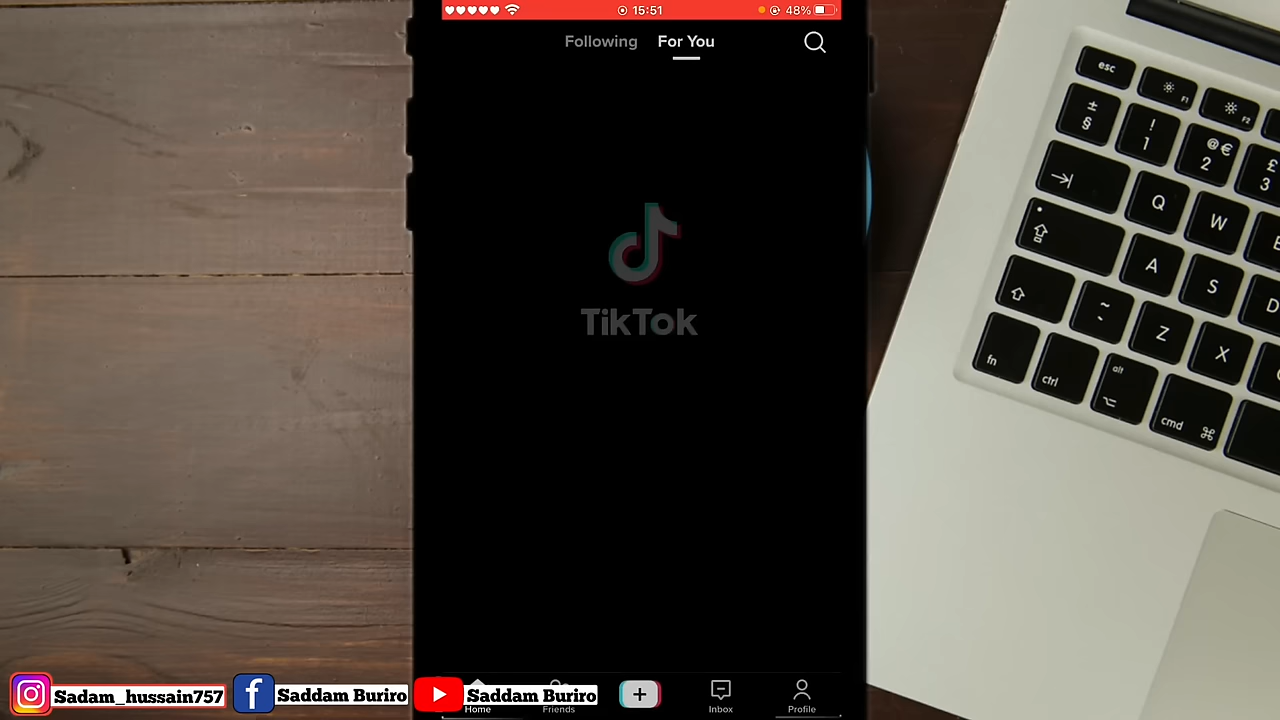 15:51
48%
Following
For You
TikTok
Home
Friends
Inbox
Profile
Sadam_hussain757
Saddam Buriro
Saddam Buriro
esc
F1
F2
±
§
!
1
@€
2
£
3
Q
W
A
S
D
~
Z
X
fn
ctrl
alt
cmd